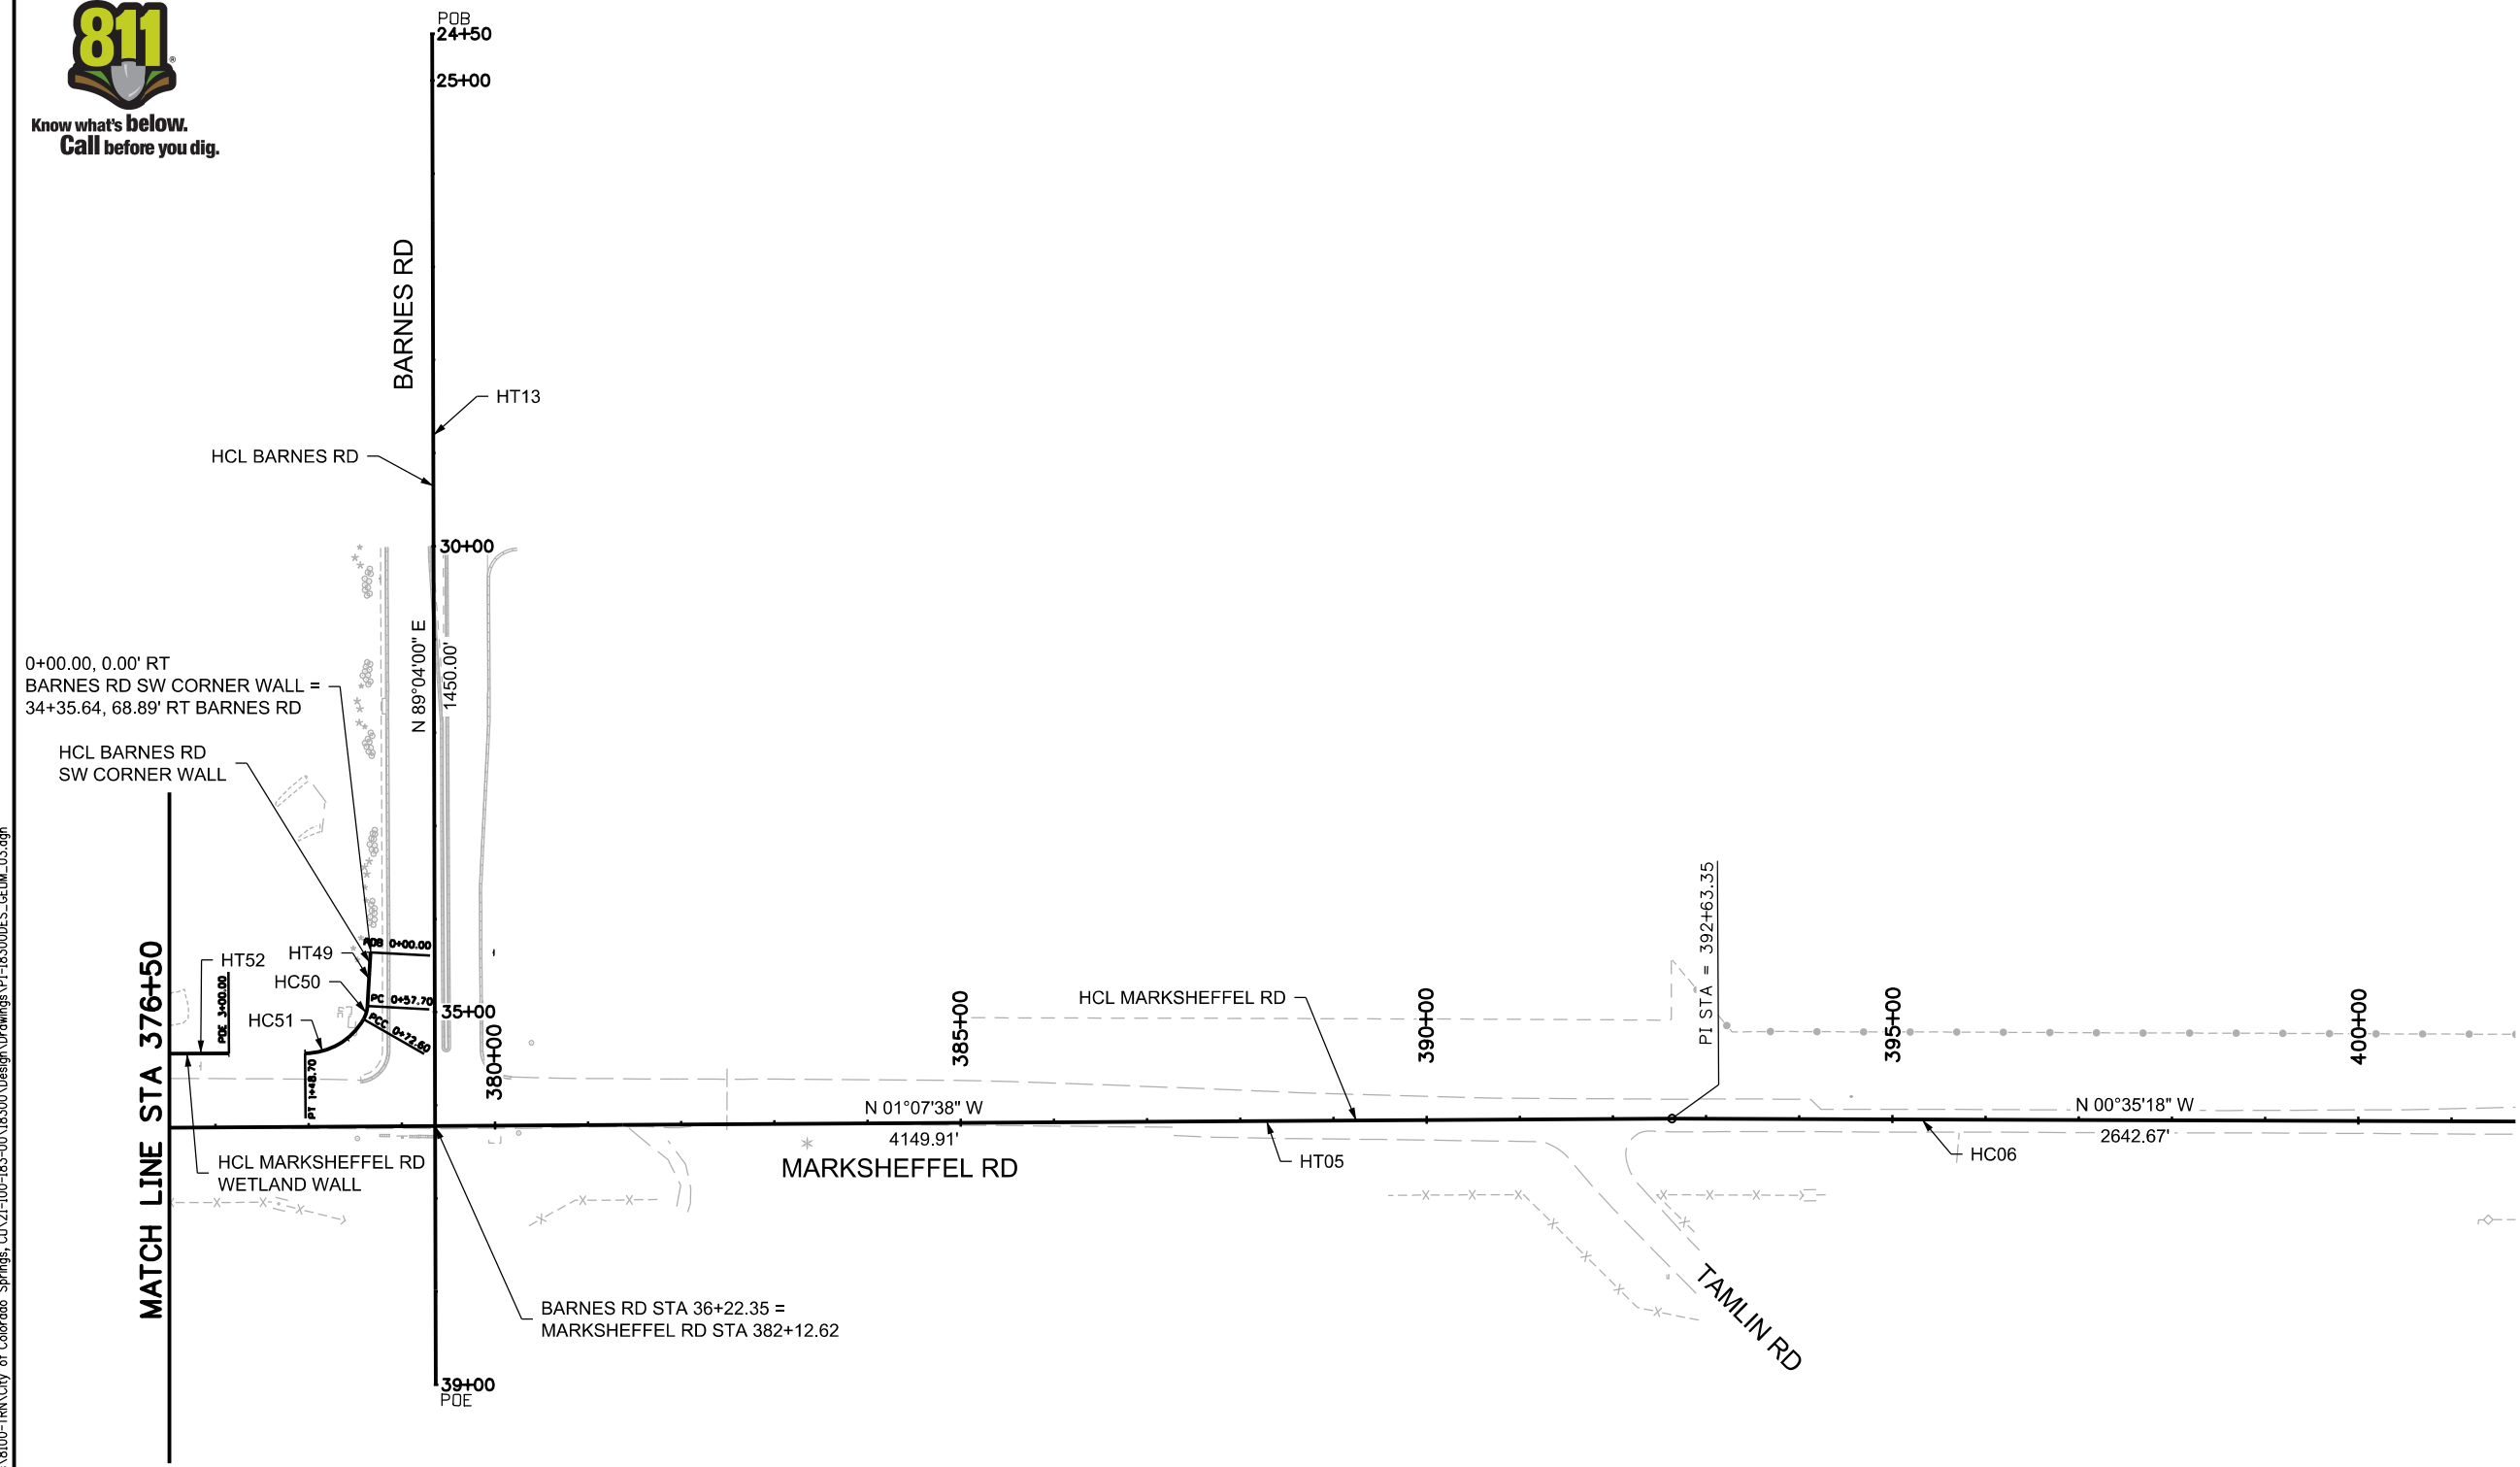 811®
Know what's below.
Call before you dig.
POB
24+50
25+00
BARNES RD
HT13
HCL BARNES RD
30+00
N 89°04'00" E
1450.00'
0+00.00, 0.00' RT
BARNES RD SW CORNER WALL =
34+35.64, 68.89' RT BARNES RD
HCL BARNES RD
SW CORNER WALL
MATCH LINE STA 376+50
HT52
POE 3+00.00
HT49
HC50
HC51
0+00.00
PC 0+57.70
PCC 0+72.60
PT 1+48.70
35+00
380+00
385+00
HCL MARKSHEFFEL RD
390+00
PI STA = 392+63.35
395+00
400+00
N 01°07'38" W
4149.91'
MARKSHEFFEL RD
HT05
N 00°35'18" W
2642.67'
HC06
HCL MARKSHEFFEL RD
WETLAND WALL
BARNES RD STA 36+22.35 =
MARKSHEFFEL RD STA 382+12.62
TAMLIN RD
39+00
POE